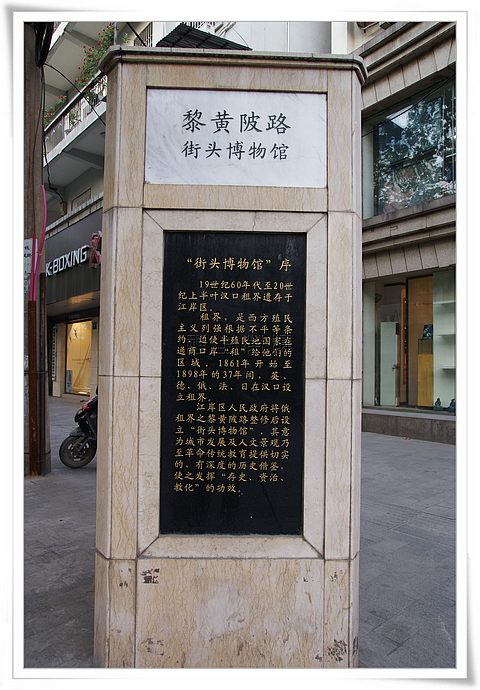 黎黄陂路
街头博物馆
“街头博物馆”序
19世纪60年代至20世
纪上半叶汉口租界遗存于
江岸区。
租界，是西方殖民
主义列强根据不平等条
约，迫使半殖民地国家在
通商口岸“租”给他们的
区域。1861年开始至
1898年的37年间，英、
德、俄、法、日在汉口设
立租界。
江岸区人民政府将俄
租界之黎黄陂路整修后设
立“街头博物馆”，其意
为城市发展及人文景观乃
至革命传统教育提供切实
的、有深度的历史借鉴，
使之发挥“存史、资治、
教化”的功效。
K-BOXING